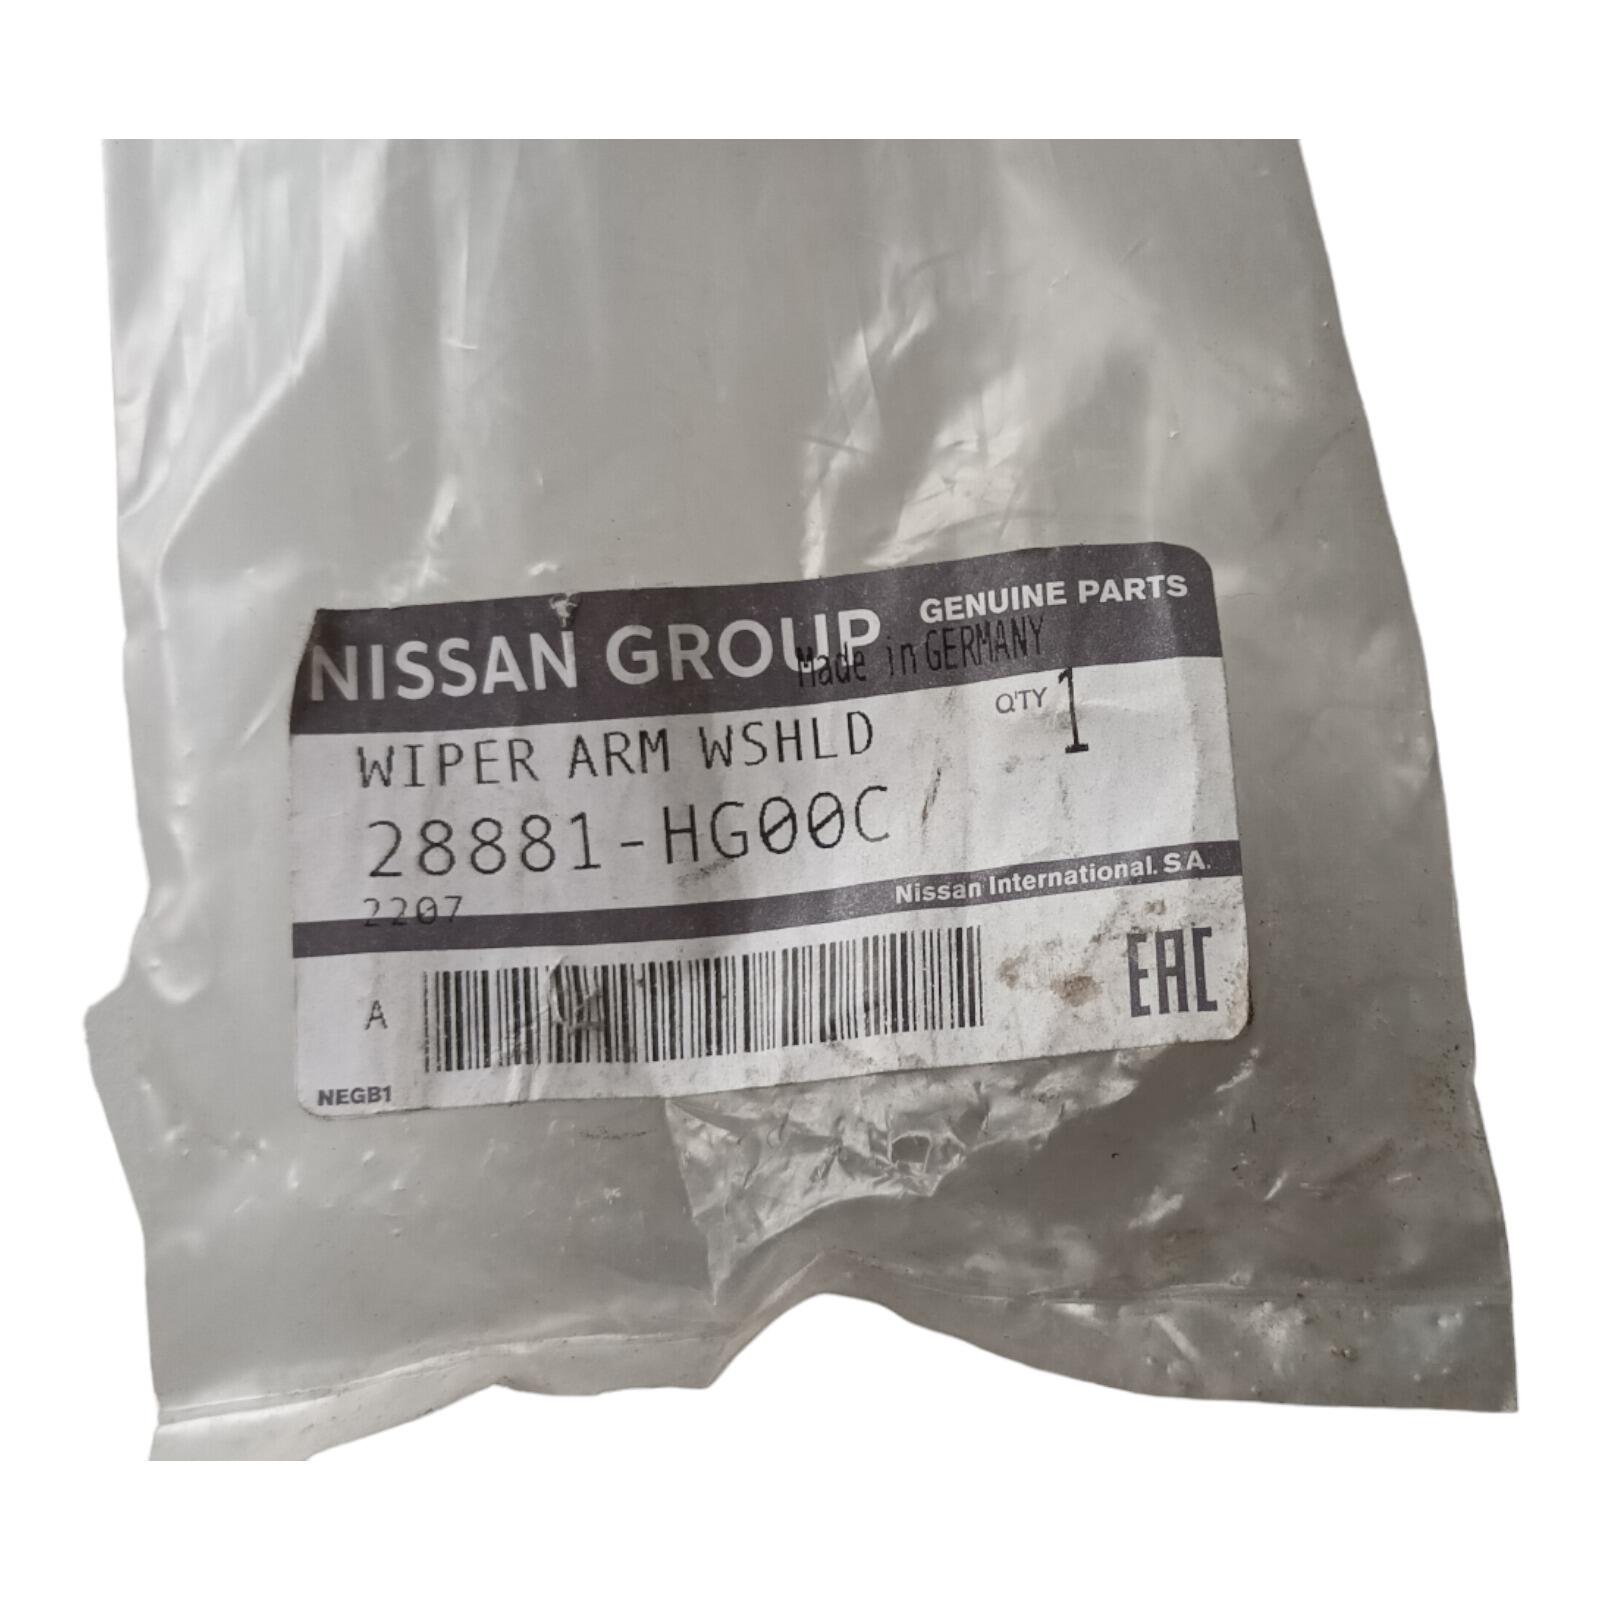 NISSAN GROUP GENUINE PARTS
Made in GERMANY
WIPER ARM WSHLD Q'TY 1
28881-HG00C
2207
Nissan International. S.A.
A
EAC
NEGB1